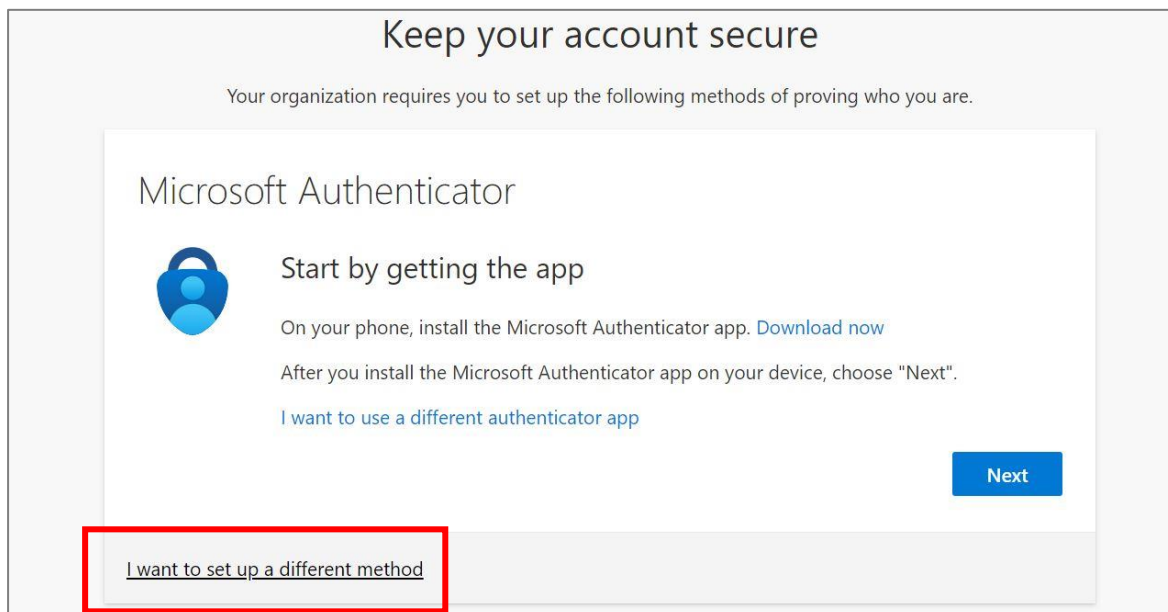 Keep your account secure
Your organization requires you to set up the following methods of proving who you are.
Microsoft Authenticator
Start by getting the app
On your phone, install the Microsoft Authenticator app. Download now
After you install the Microsoft Authenticator app on your device, choose "Next".
I want to use a different authenticator app
Next
I want to set up a different method